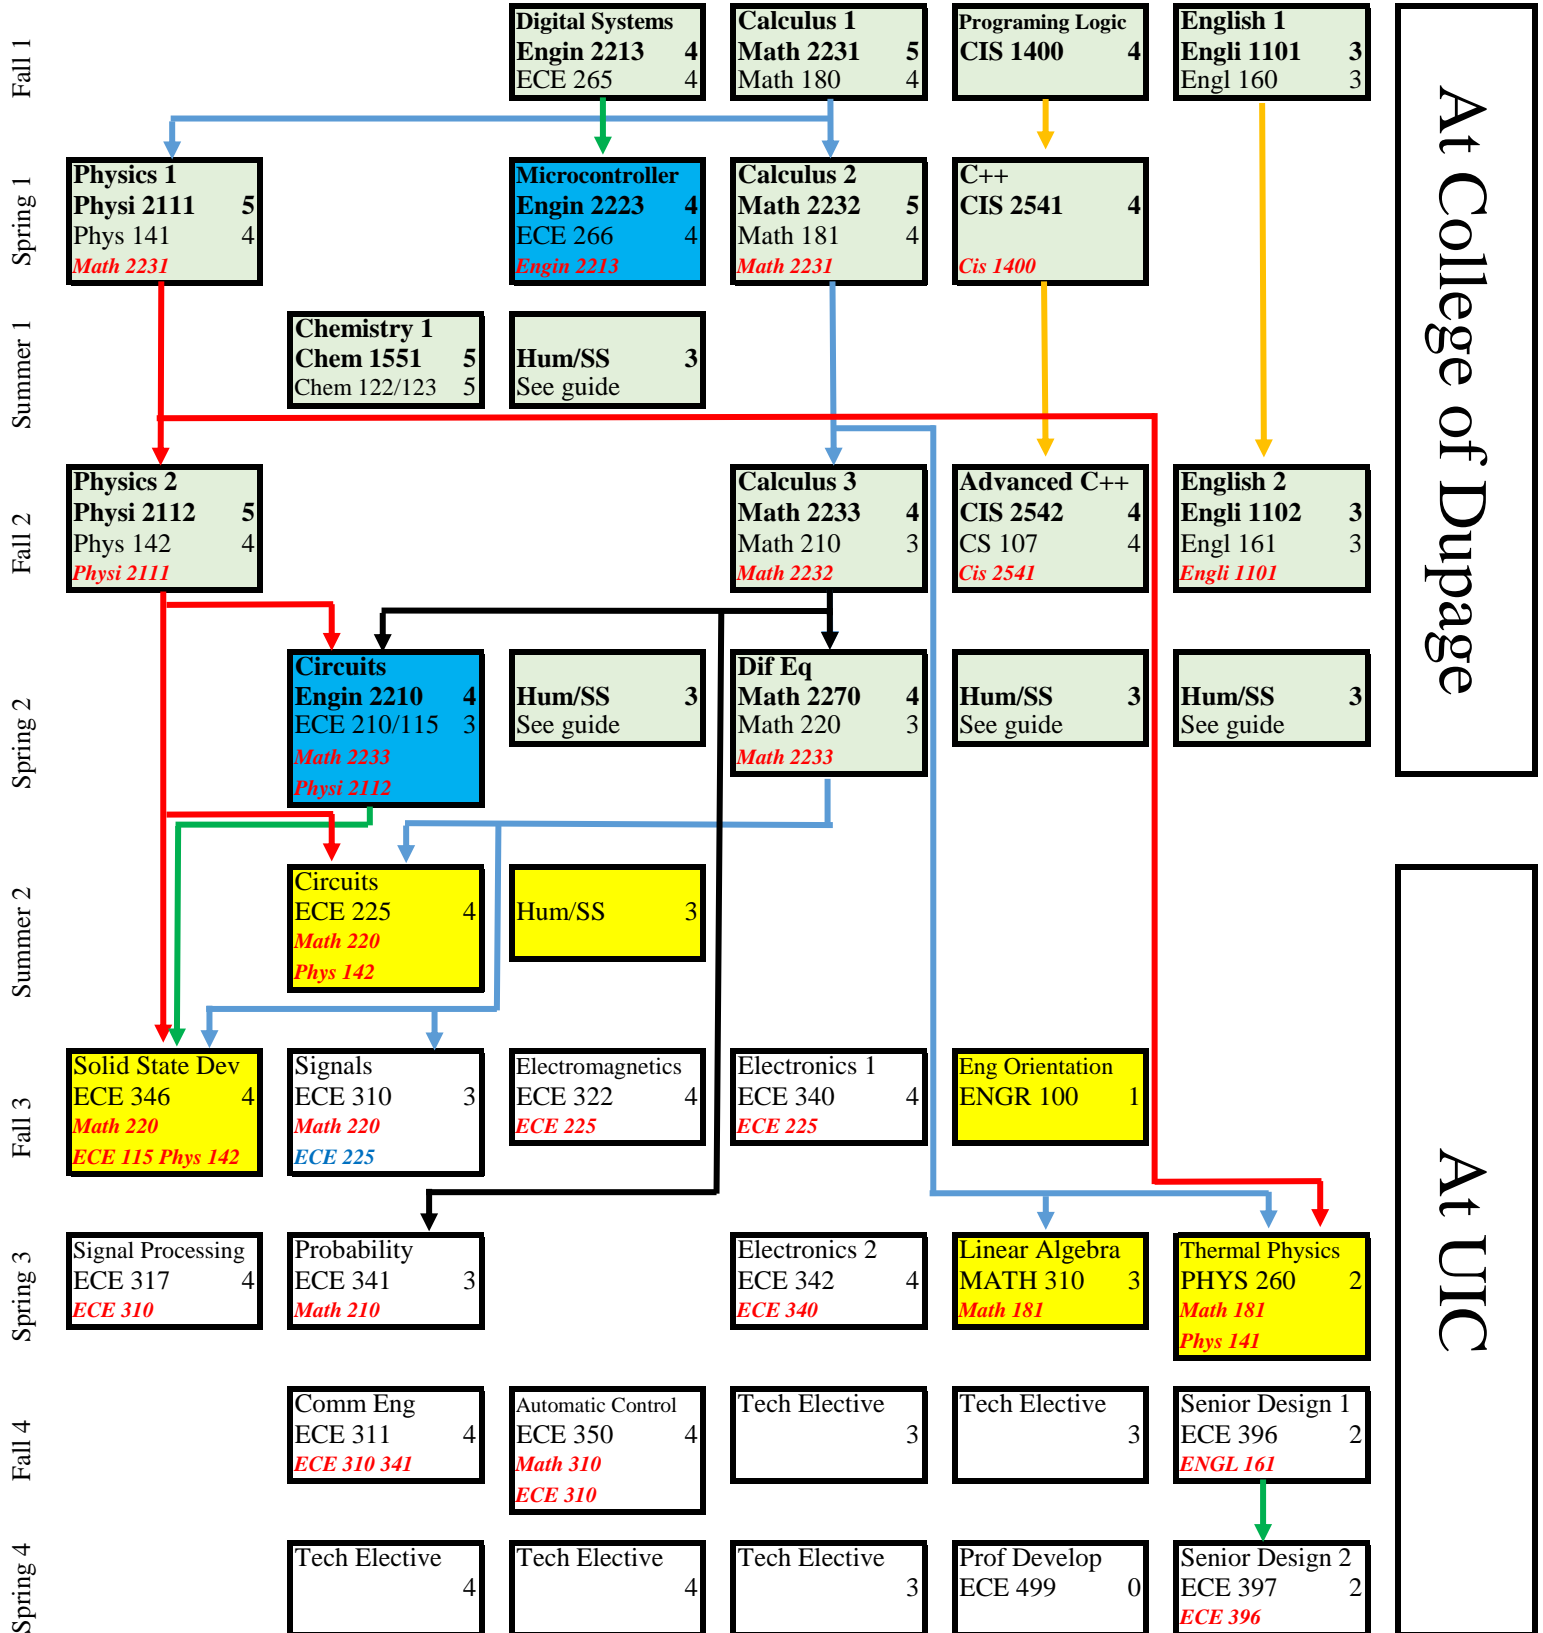 Fall 1
Digital Systems
Engin 2213 4
ECE 265 4
Calculus 1
Math 2231 5
Math 180 4
Programing Logic
CIS 1400 4
English 1
Engli 1101 3
Engl 160 3
At College of Dupage
Spring 1
Physics 1
Physi 2111 5
Phys 141 4
Math 2231
Microcontroller
Engin 2223 4
ECE 266 4
Engin 2213
Calculus 2
Math 2232 5
Math 181 4
Math 2231
C++
CIS 2541 4
Cis 1400
Summer 1
Chemistry 1
Chem 1551 5
Chem 122/123 5
Hum/SS 3
See guide
Fall 2
Physics 2
Physi 2112 5
Phys 142 4
Physi 2111
Calculus 3
Math 2233 4
Math 210 3
Math 2232
Advanced C++
CIS 2542 4
CS 107 4
Cis 2541
English 2
Engli 1102 3
Engl 161 3
Engli 1101
Spring 2
Circuits
Engin 2210 4
ECE 210/115 3
Math 2233
Physi 2112
Hum/SS 3
See guide
Dif Eq
Math 2270 4
Math 220 3
Math 2233
Hum/SS 3
See guide
Hum/SS 3
See guide
Summer 2
Circuits
ECE 225 4
Math 220
Phys 142
Hum/SS 3
At UIC
Fall 3
Solid State Dev
ECE 346 4
Math 220
ECE 115 Phys 142
Signals
ECE 310 3
Math 220
ECE 225
Electromagnetics
ECE 322 4
ECE 225
Electronics 1
ECE 340 4
ECE 225
Eng Orientation
ENGR 100 1
Spring 3
Signal Processing
ECE 317 4
ECE 310
Probability
ECE 341 3
Math 210
Electronics 2
ECE 342 4
ECE 340
Linear Algebra
MATH 310 3
Math 181
Thermal Physics
PHYS 260 2
Math 181
Phys 141
Fall 4
Comm Eng
ECE 311 4
ECE 310 341
Automatic Control
ECE 350 4
Math 310
ECE 310
Tech Elective
3
Tech Elective
3
Senior Design 1
ECE 396 2
ENGL 161
Spring 4
Tech Elective
4
Tech Elective
4
Tech Elective
3
Prof Develop
ECE 499 0
Senior Design 2
ECE 397 2
ECE 396